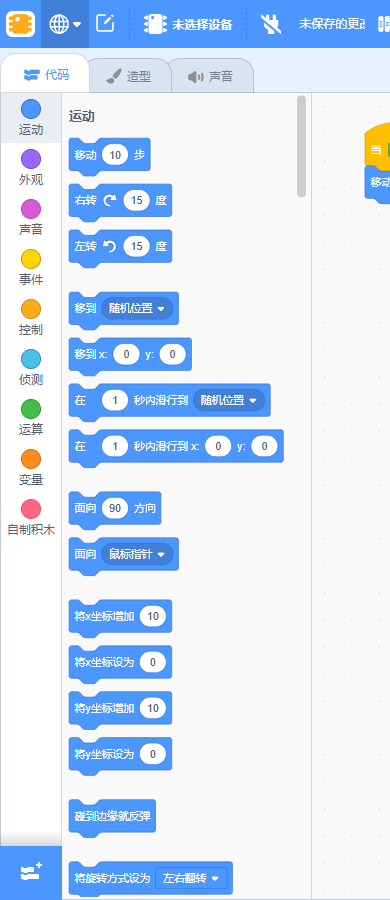 未选择设备 未保存的更改
代码 造型 声音
运动
外观
声音
事件
控制
侦测
运算
变量
自制积木
运动
移动 10 步
右转 15 度
左转 15 度
移到 随机位置
移到 x: 0 y: 0
在 1 秒内滑行到 随机位置
在 1 秒内滑行到 x: 0 y: 0
面向 90 方向
面向 鼠标指针
将x坐标增加 10
将x坐标设为 0
将y坐标增加 10
将y坐标设为 0
碰到边缘就反弹
将旋转方式设为 左右翻转
当
移动